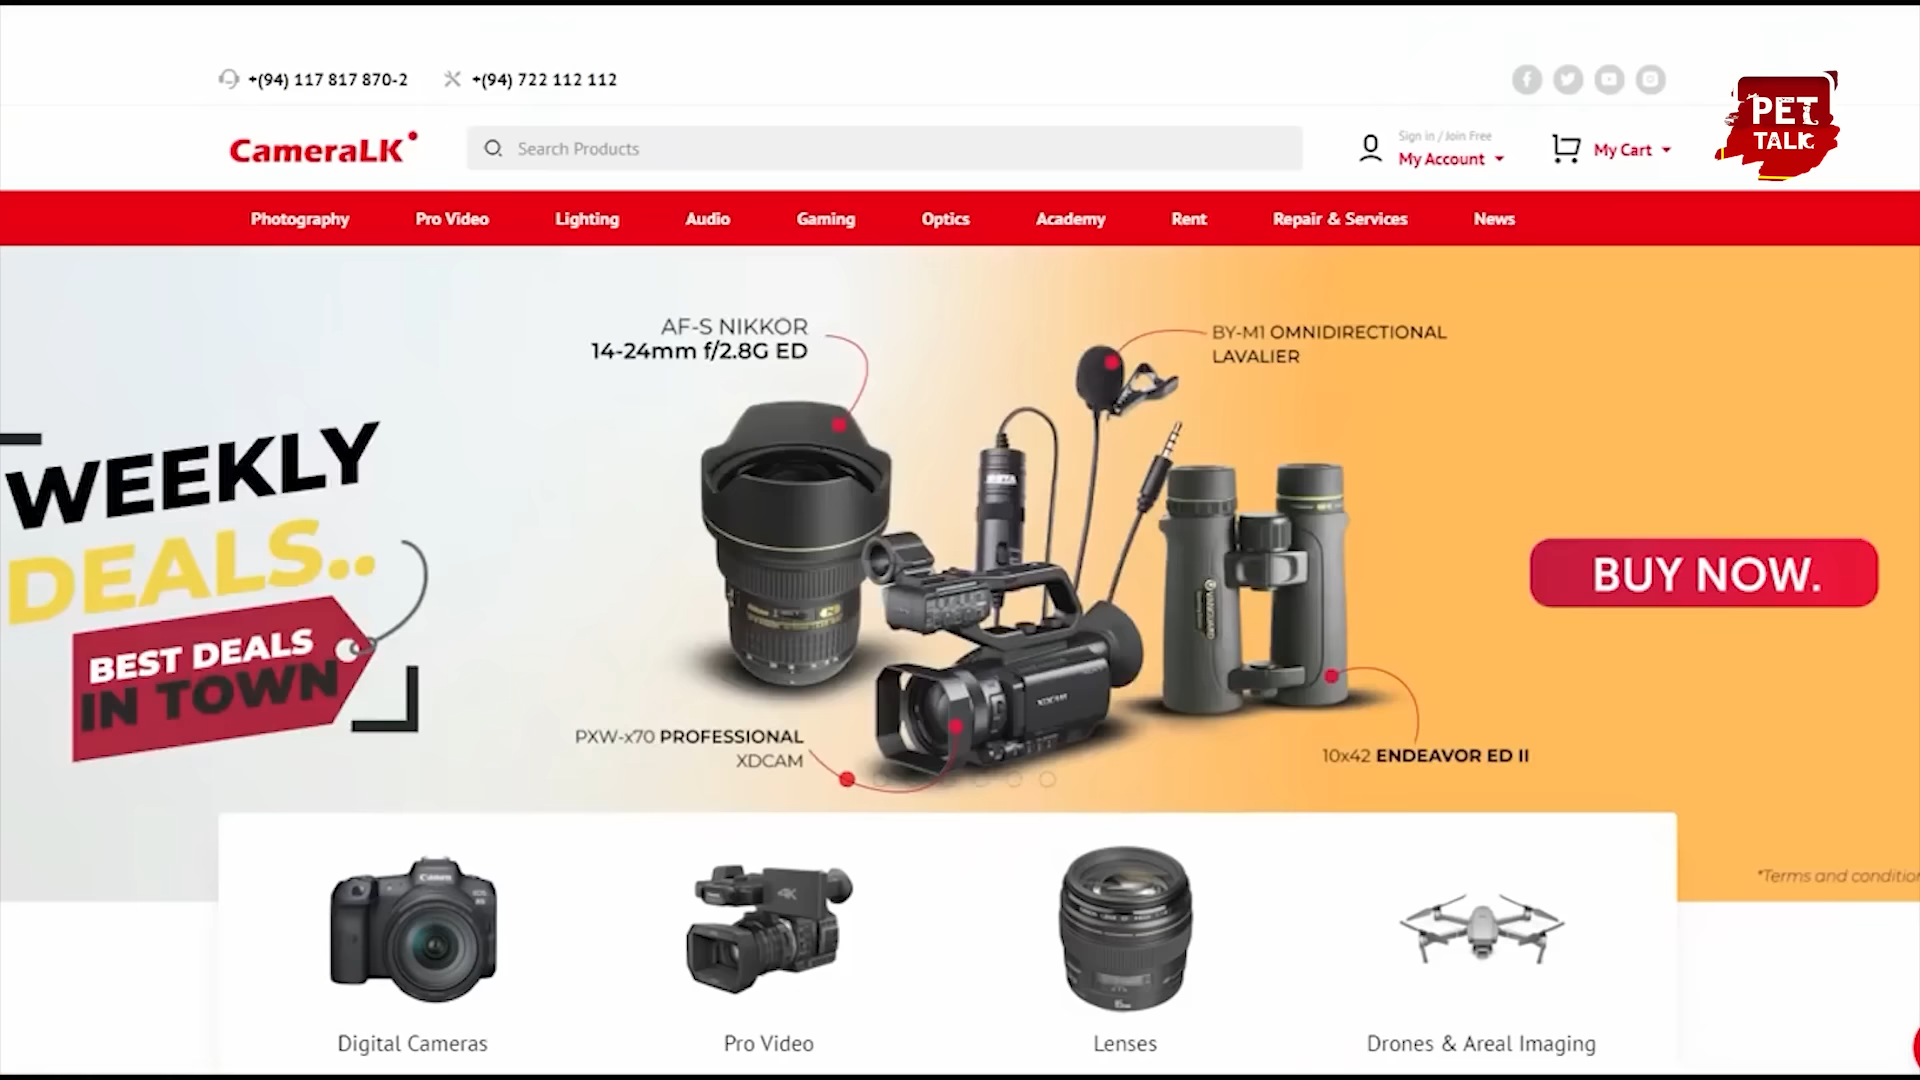 +(94) 117 817 870-2
+(94) 722 112 112
PET
TALK
CameraLK
Search Products
Sign in / Join Free
My Account
My Cart
Photography
Pro Video
Lighting
Audio
Gaming
Optics
Academy
Rent
Repair & Services
News
AF-S NIKKOR
14-24mm f/2.8G ED
BY-M1 OMNIDIRECTIONAL
LAVALIER
WEEKLY
DEALS..
BEST DEALS
IN TOWN
BUY NOW.
PXW-x70 PROFESSIONAL
XDCAM
10x42 ENDEAVOR ED II
*Terms and condition
Canon
4K
Digital Cameras
Pro Video
Lenses
Drones & Areal Imaging